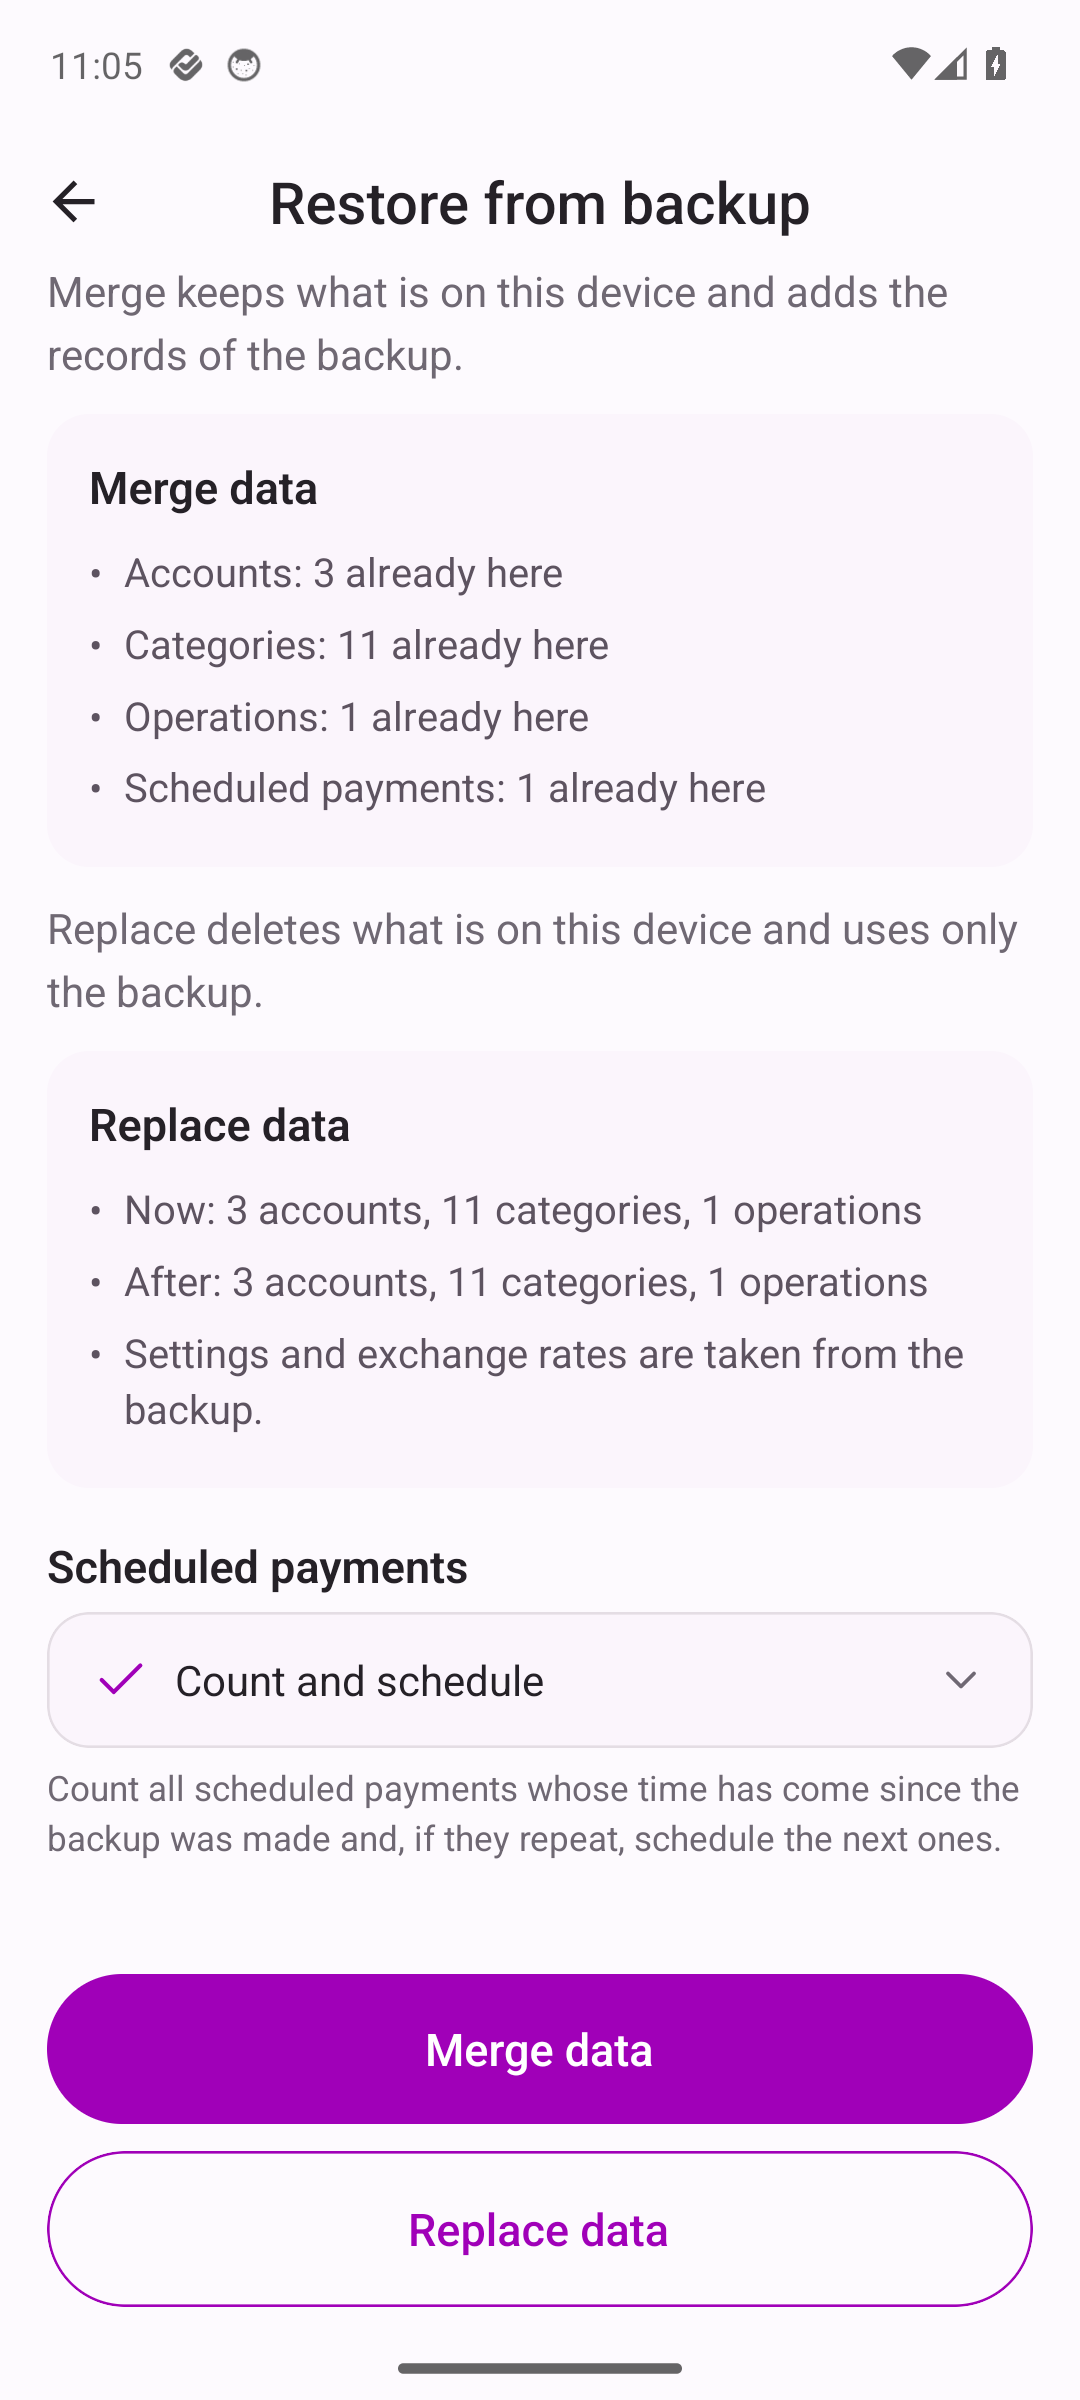 11:05
Restore from backup
Merge keeps what is on this device and adds the
records of the backup.
Merge data
• Accounts: 3 already here
• Categories: 11 already here
• Operations: 1 already here
• Scheduled payments: 1 already here
Replace deletes what is on this device and uses only
the backup.
Replace data
• Now: 3 accounts, 11 categories, 1 operations
• After: 3 accounts, 11 categories, 1 operations
• Settings and exchange rates are taken from the
backup.
Scheduled payments
Count and schedule
Count all scheduled payments whose time has come since the
backup was made and, if they repeat, schedule the next ones.
Merge data
Replace data